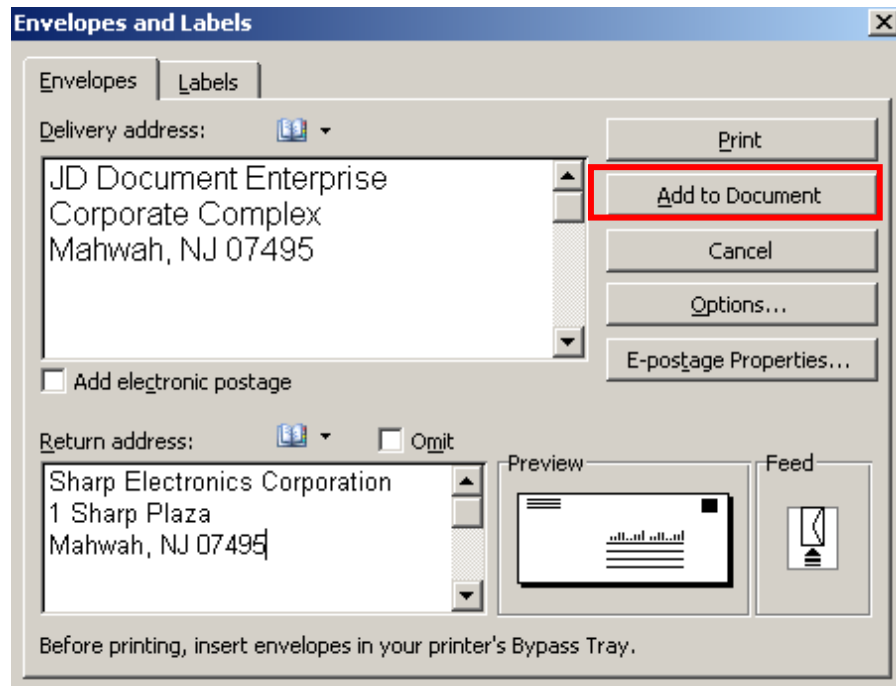 Envelopes and Labels
Envelopes
Labels
Delivery address:
JD Document Enterprise
Corporate Complex
Mahwah, NJ 07495
Print
Add to Document
Cancel
Options...
E-postage Properties...
Add electronic postage
Return address:
Omit
Sharp Electronics Corporation
1 Sharp Plaza
Mahwah, NJ 07495
Preview
Feed
Before printing, insert envelopes in your printer's Bypass Tray.